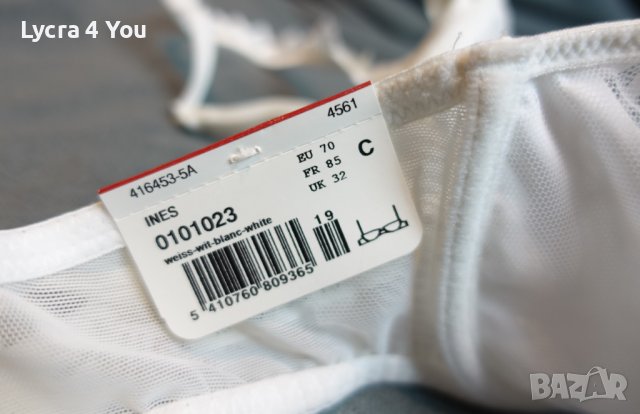 Lycra 4 You
416453-5A
4561
INES
0101023
weiss-wit-blanc-white
EU 70
FR 85
UK 32
C
19
5 410760 809365
BAZAR